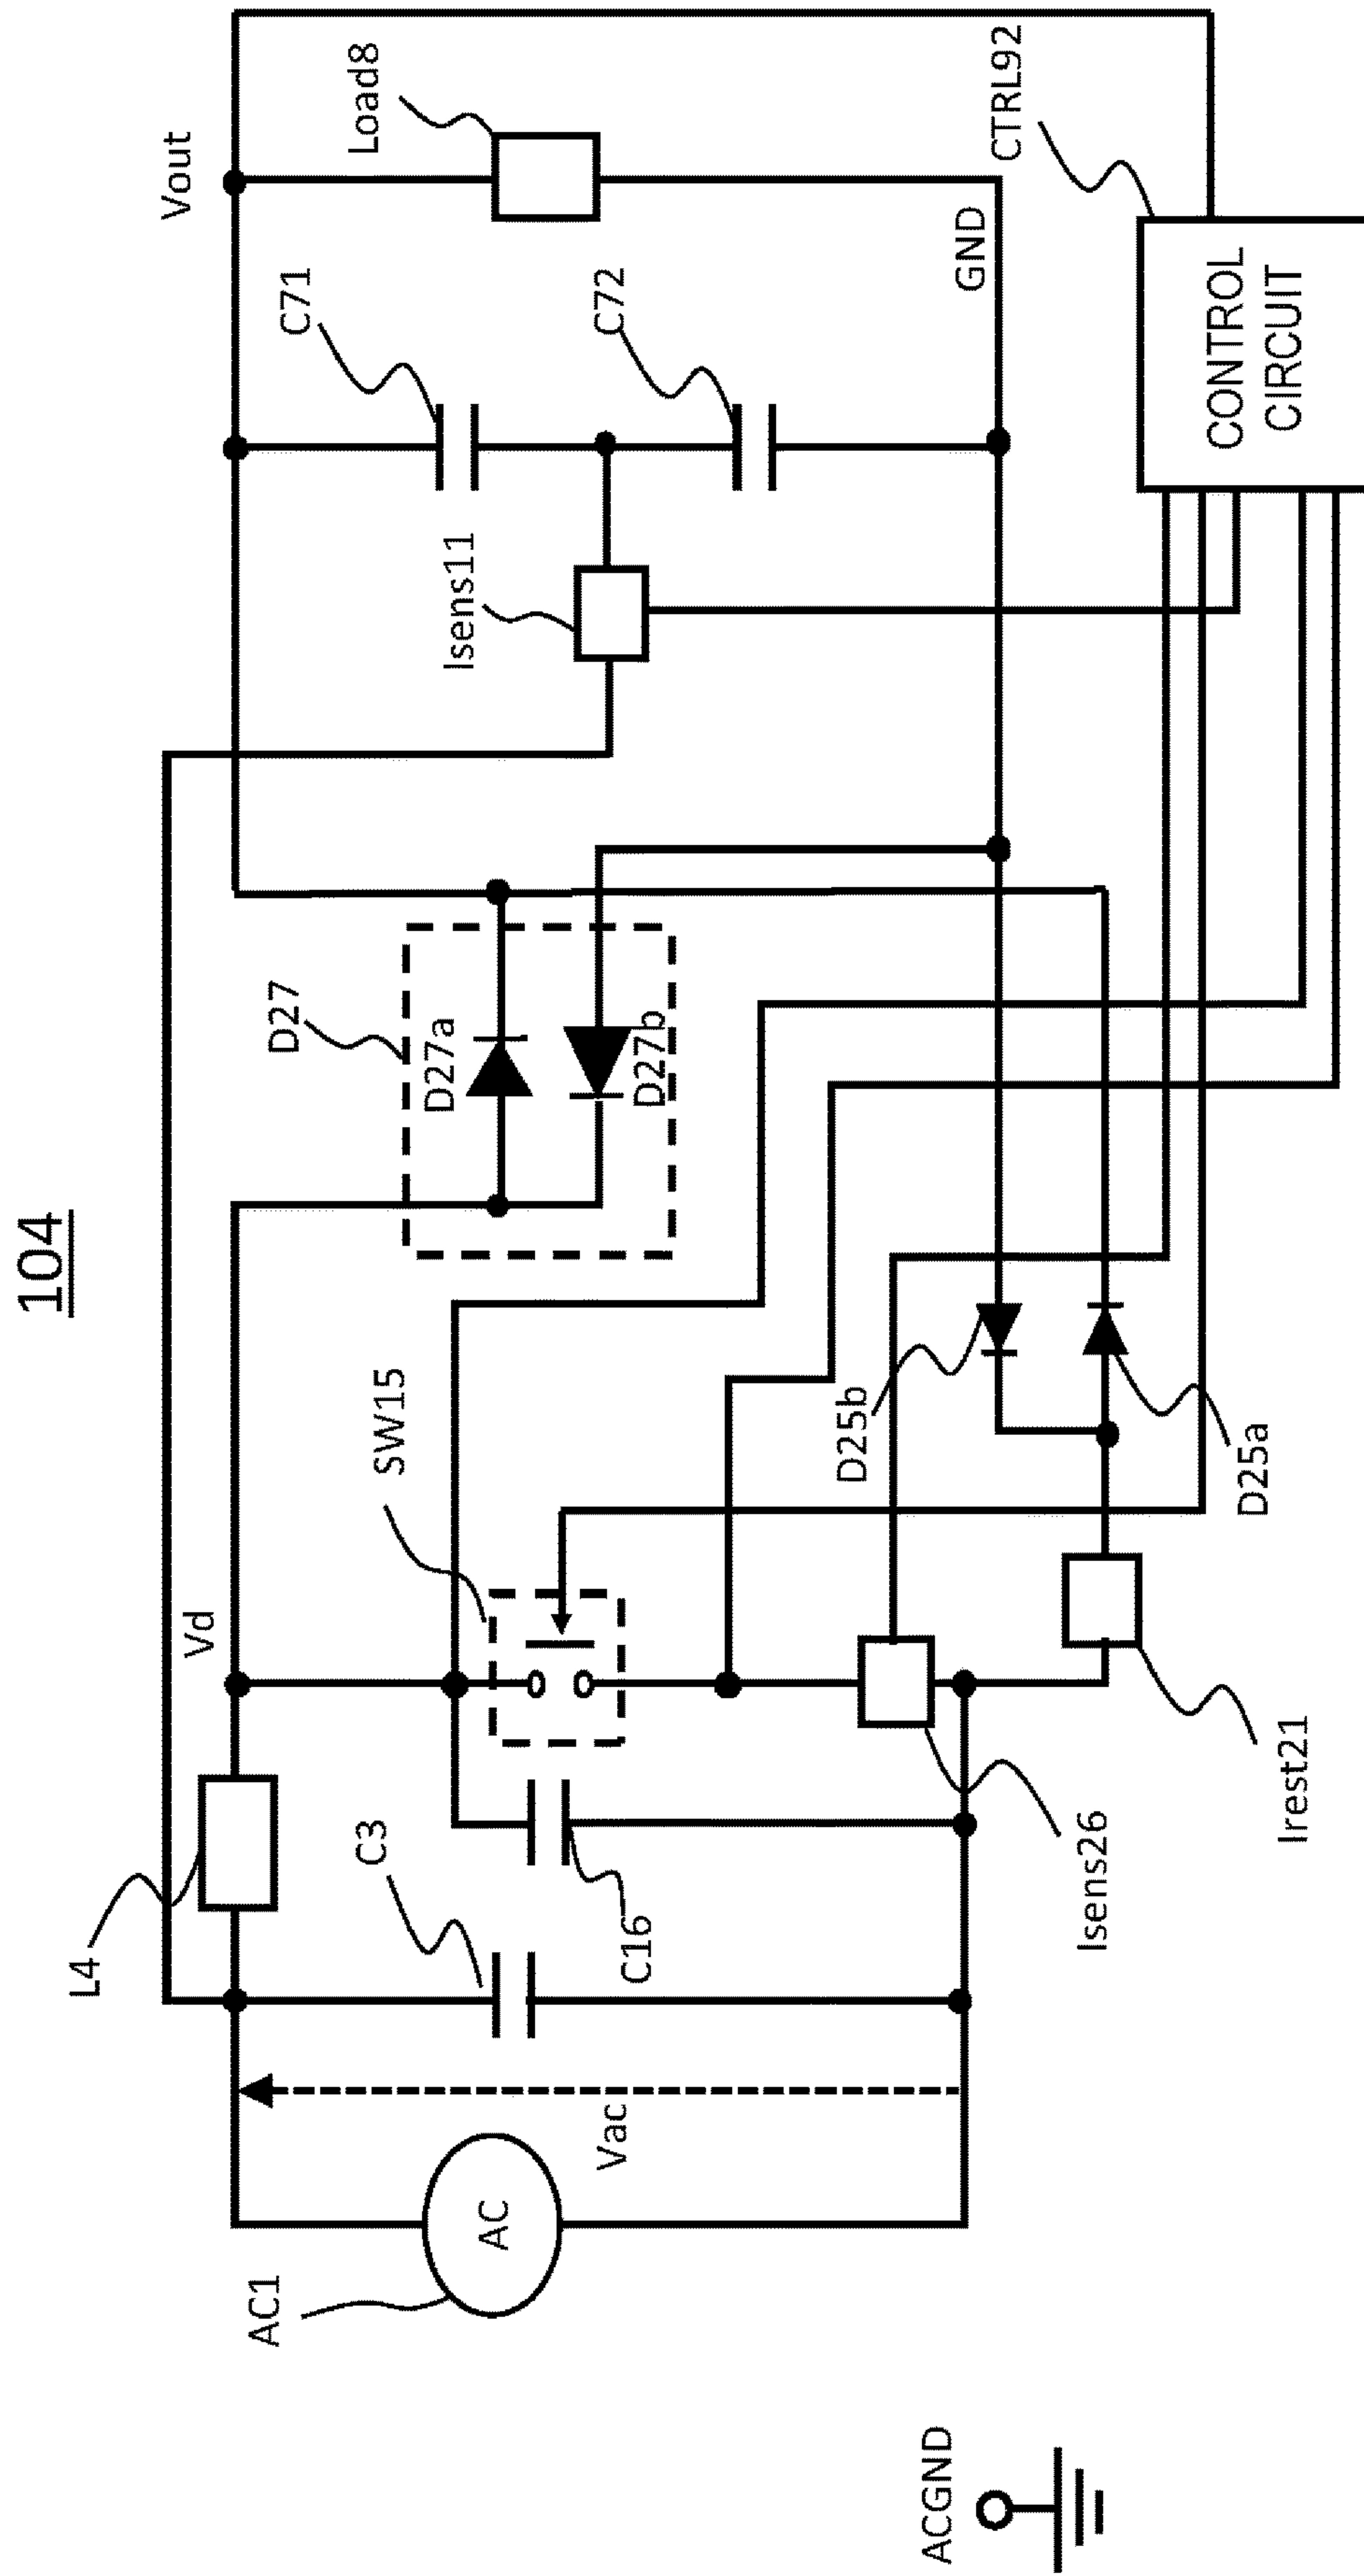 104
Vout
Load8
CTRL92
C71
C72
GND
CONTROL
CIRCUIT
Isens11
D27
D27a
D27b
SW15
D25b
D25a
Vd
Irest21
Isens26
C3
C16
L4
Vac
AC
AC1
ACGND